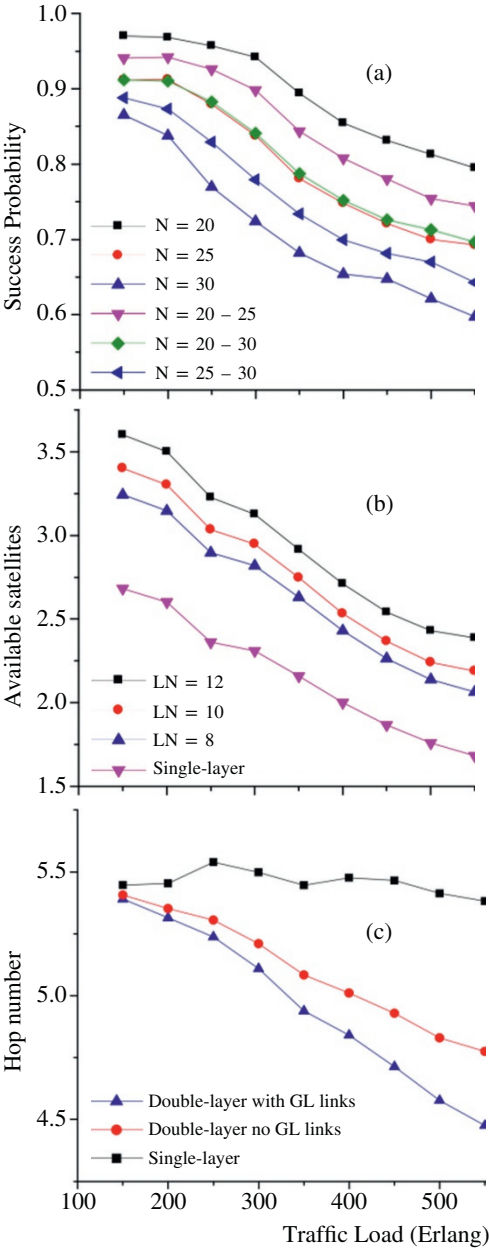 1.0
0.9
0.8
0.7
0.6
0.5
Success Probability
(a)
N = 20
N = 25
N = 30
N = 20 – 25
N = 20 – 30
N = 25 – 30
3.5
3.0
2.5
2.0
1.5
Available satellites
(b)
LN = 12
LN = 10
LN = 8
Single-layer
5.5
5.0
4.5
Hop number
(c)
Double-layer with GL links
Double-layer no GL links
Single-layer
100 200 300 400 500
Traffic Load (Erlang)